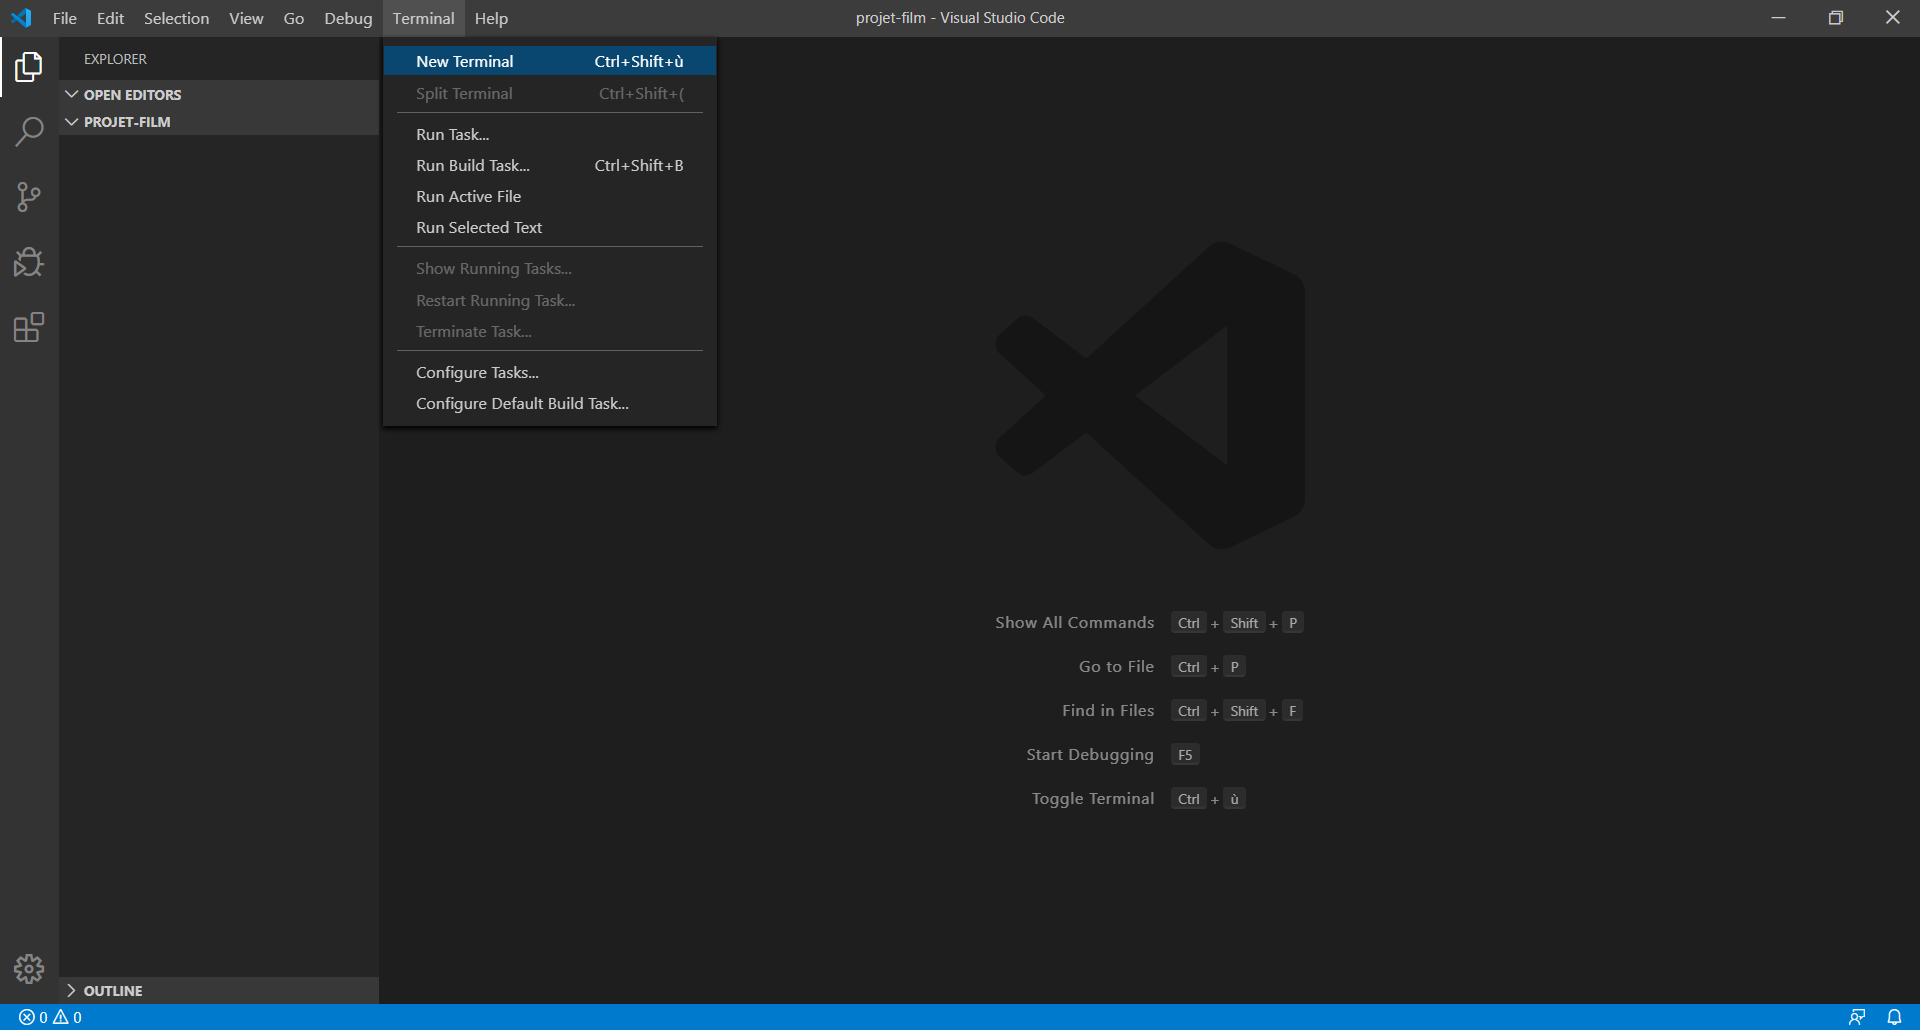 File Edit Selection View Go Debug Terminal Help
projet-film - Visual Studio Code
EXPLORER
OPEN EDITORS
PROJET-FILM
New Terminal Ctrl+Shift+ù
Split Terminal Ctrl+Shift+(
Run Task...
Run Build Task... Ctrl+Shift+B
Run Active File
Run Selected Text
Show Running Tasks...
Restart Running Task...
Terminate Task...
Configure Tasks...
Configure Default Build Task...
Show All Commands Ctrl + Shift + P
Go to File Ctrl + P
Find in Files Ctrl + Shift + F
Start Debugging F5
Toggle Terminal Ctrl + ù
OUTLINE
0 0